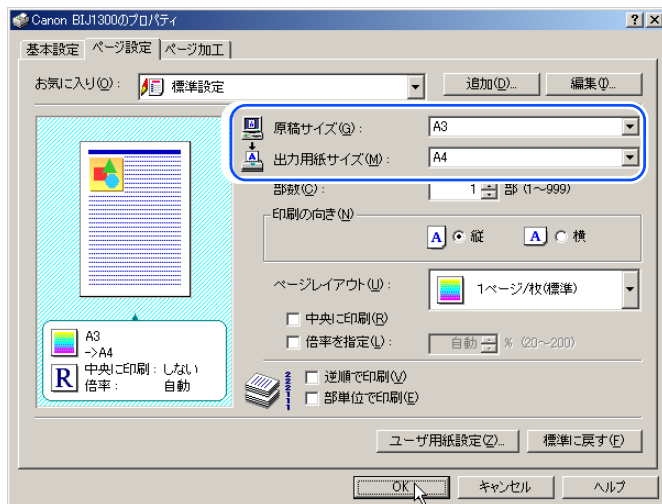 Canon BIJ1300のプロパティ
基本設定 ページ設定 ページ加工
お気に入り(O): 標準設定 追加(D)... 編集(I)...
原稿サイズ(G): A3
出力用紙サイズ(M): A4
部数(C): 1 部 (1～999)
印刷の向き(N)
A 縦 A 横
ページレイアウト(U): 1ページ/枚(標準)
中央に印刷(R)
倍率を指定(L): 自動 % (20～200)
A3
->A4
中央に印刷: しない
倍率: 自動
R
逆順で印刷(V)
部単位で印刷(E)
ユーザ用紙設定(Z)... 標準に戻す(F)
OK キャンセル ヘルプ